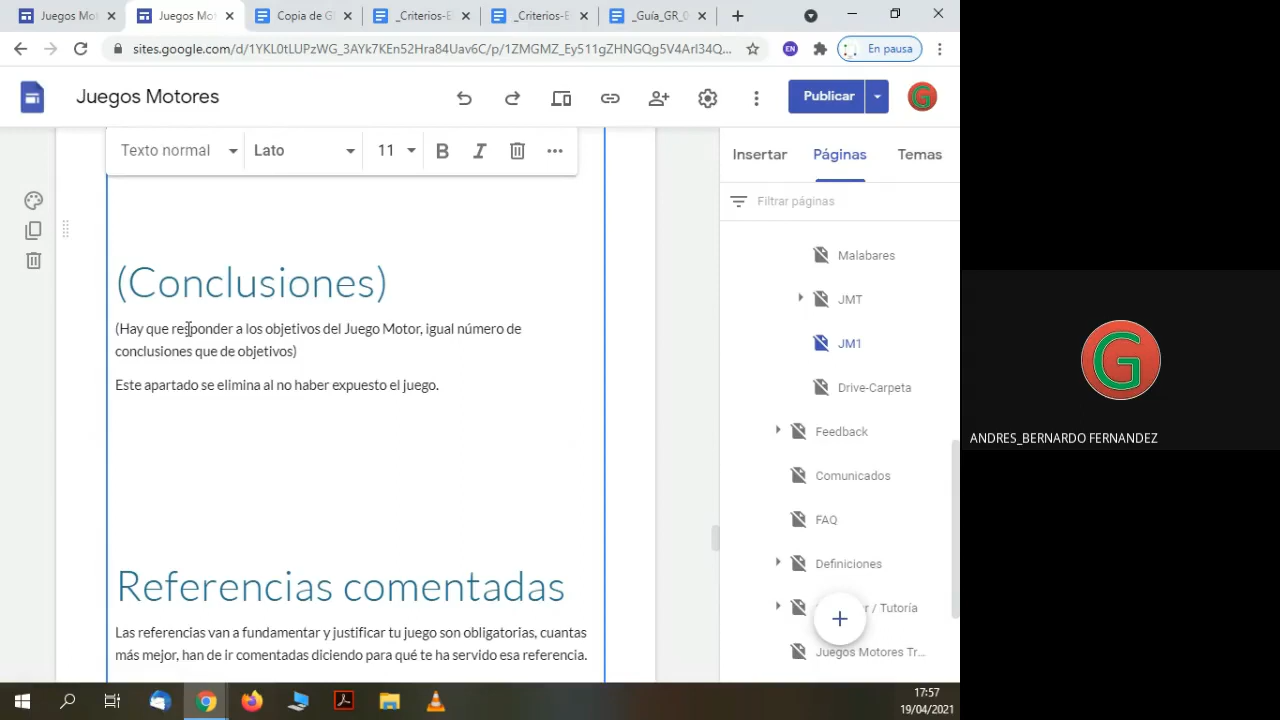 Juegos Mot
Juegos Mot
Copia de G
_Criterios-E
_Criterios-E
_Guía_GR_0
sites.google.com/d/1YKL0tLUPzWG_3AYk7KEn52Hra84Uav6C/p/1ZMGMZ_Ey511gZHNGQg5V4ArI34Q...
EN
En pausa
Juegos Motores
Publicar
G
Texto normal
Lato
11
B
I
Insertar
Páginas
Temas
Filtrar páginas
(Conclusiones)
(Hay que responder a los objetivos del Juego Motor, igual número de
conclusiones que de objetivos)
Este apartado se elimina al no haber expuesto el juego.
Referencias comentadas
Las referencias van a fundamentar y justificar tu juego son obligatorias, cuantas
más mejor, han de ir comentadas diciendo para qué te ha servido esa referencia.
Malabares
JMT
JM1
Drive-Carpeta
Feedback
Comunicados
FAQ
Definiciones
r / Tutoría
Juegos Motores Tr...
G
ANDRES_BERNARDO FERNANDEZ
17:57
19/04/2021